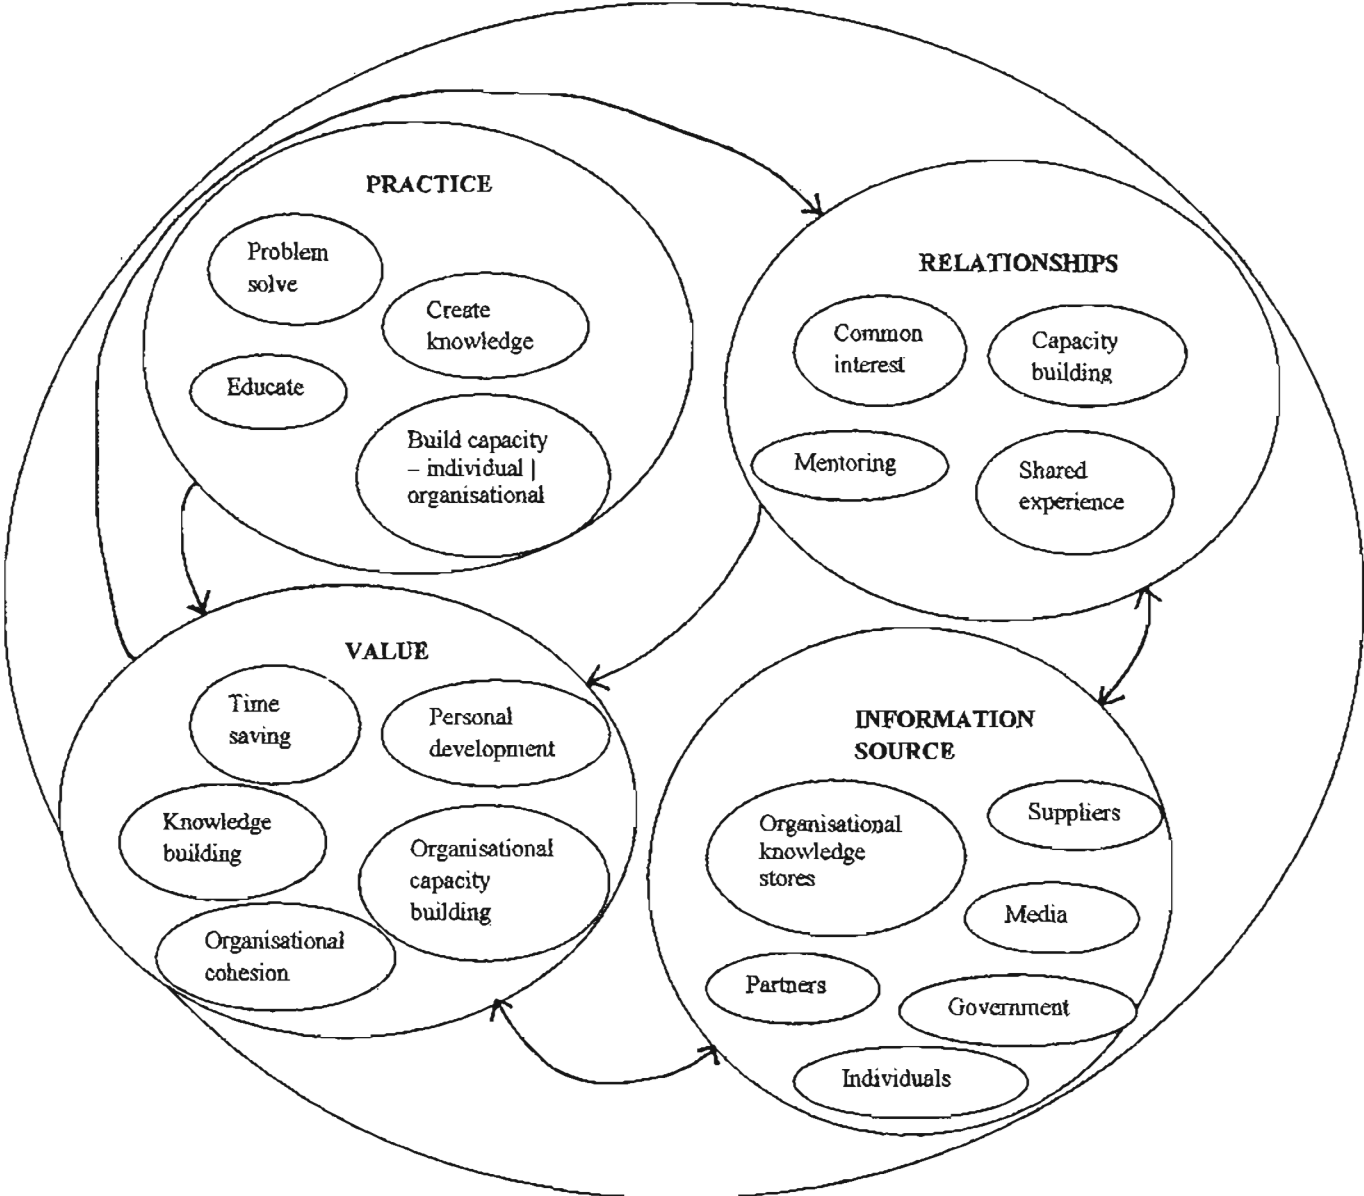 PRACTICE
Problem
solve
Create
knowledge
Educate
Build capacity
– individual |
organisational
RELATIONSHIPS
Common
interest
Capacity
building
Mentoring
Shared
experience
VALUE
Time
saving
Personal
development
Knowledge
building
Organisational
capacity
building
Organisational
cohesion
INFORMATION
SOURCE
Organisational
knowledge
stores
Suppliers
Media
Partners
Government
Individuals